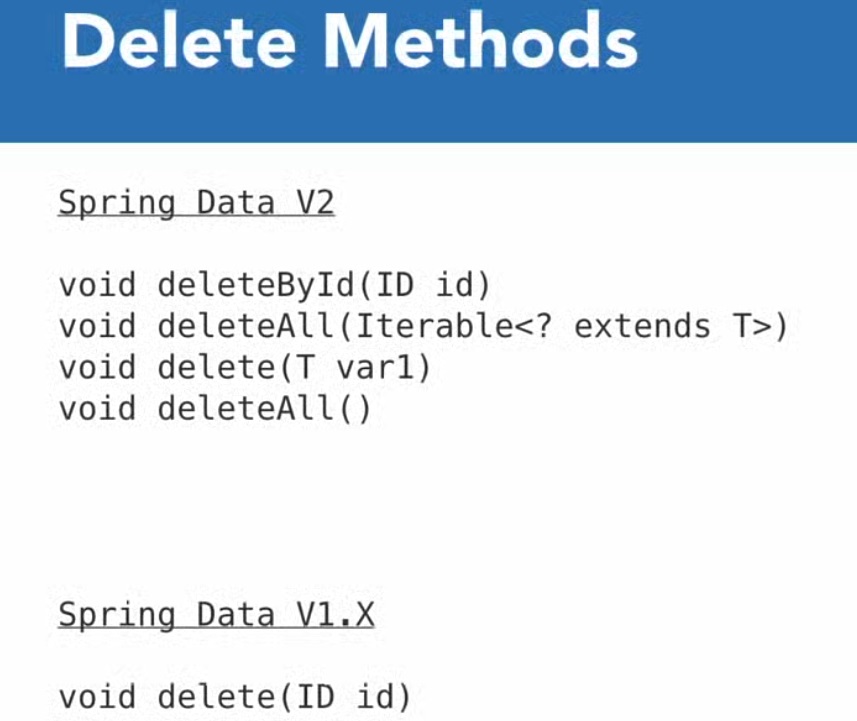 Delete Methods
Spring Data V2
void deleteById(ID id)
void deleteAll(Iterable<? extends T>)
void delete(T var1)
void deleteAll()
Spring Data V1.X
void delete(ID id)